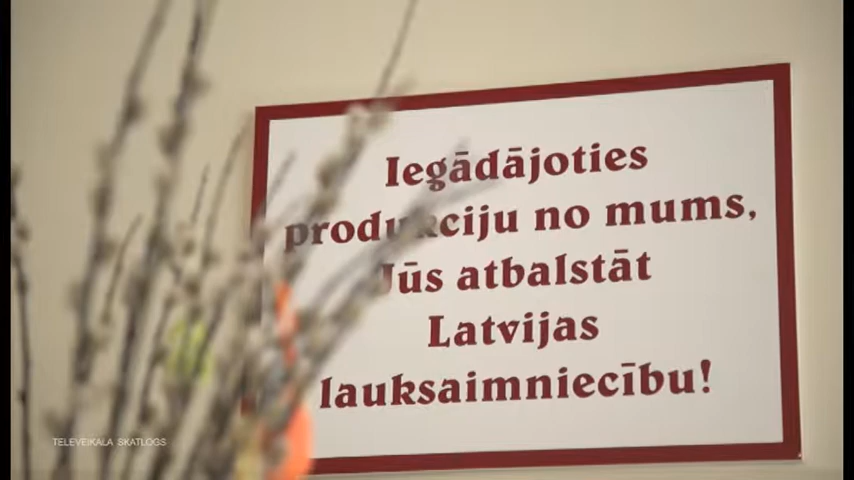 Iegādājoties
produkciju no mums,
Jūs atbalstāt
Latvijas
lauksaimniecību!
TELEVEIKALA SKATLOGS